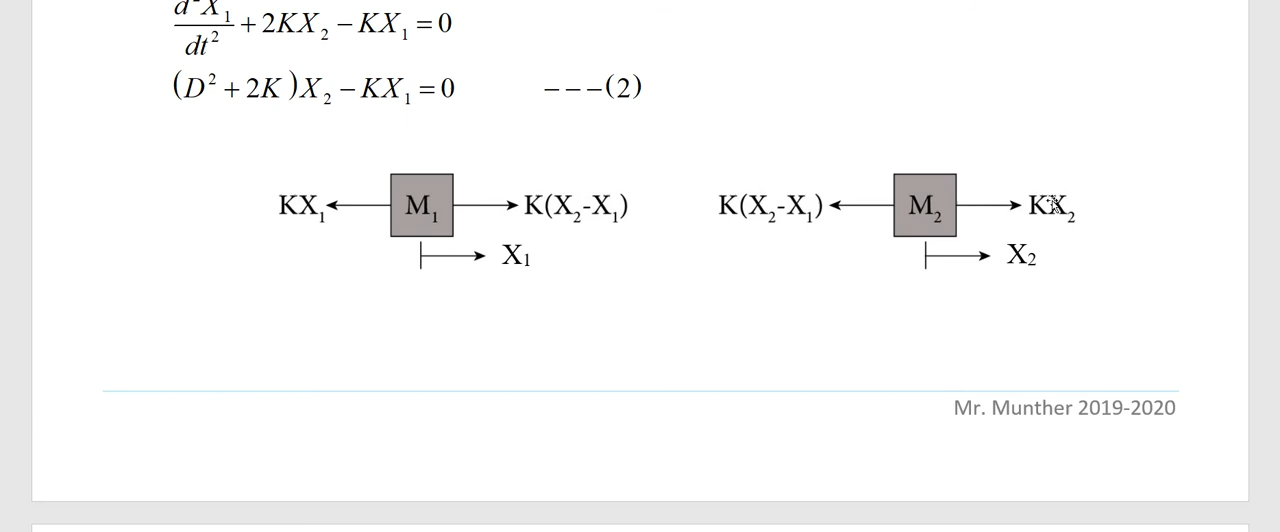 d²X₁/dt² + 2KX₂ − KX₁ = 0
(D² + 2K)X₂ − KX₁ = 0 −−−(2)
KX₁ M₁ K(X₂-X₁) K(X₂-X₁) M₂ KX₂
X₁ X₂
Mr. Munther 2019-2020